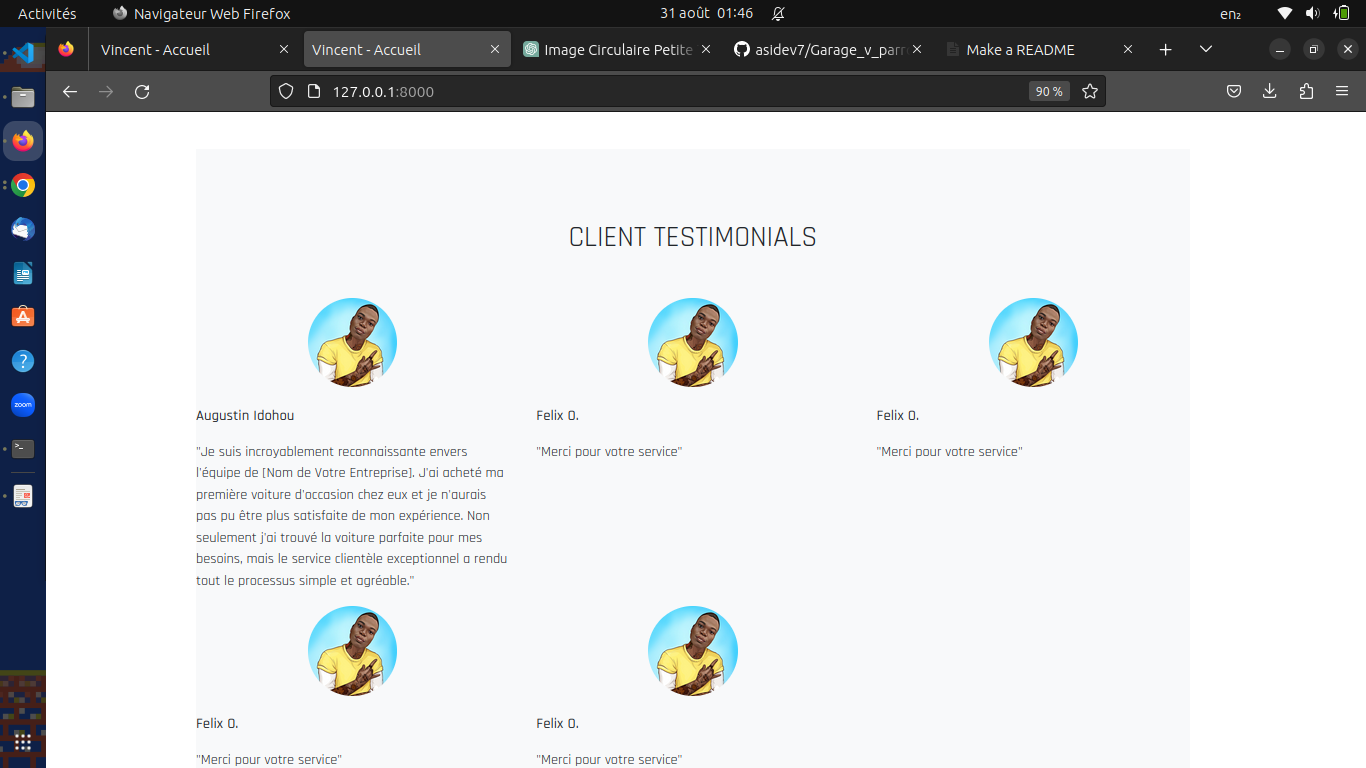 Activités
Navigateur Web Firefox
31 août 01:46
en₂
Vincent - Accueil
Vincent - Accueil
Image Circulaire Petite
asidev7/Garage_v_parr
Make a README
127.0.0.1:8000
90 %
zoom
CLIENT TESTIMONIALS
Augustin Idohou
"Je suis incroyablement reconnaissante envers
l'équipe de [Nom de Votre Entreprise]. J'ai acheté ma
première voiture d'occasion chez eux et je n'aurais
pas pu être plus satisfaite de mon expérience. Non
seulement j'ai trouvé la voiture parfaite pour mes
besoins, mais le service clientèle exceptionnel a rendu
tout le processus simple et agréable."
Felix O.
"Merci pour votre service"
Felix O.
"Merci pour votre service"
Felix O.
"Merci pour votre service"
Felix O.
"Merci pour votre service"